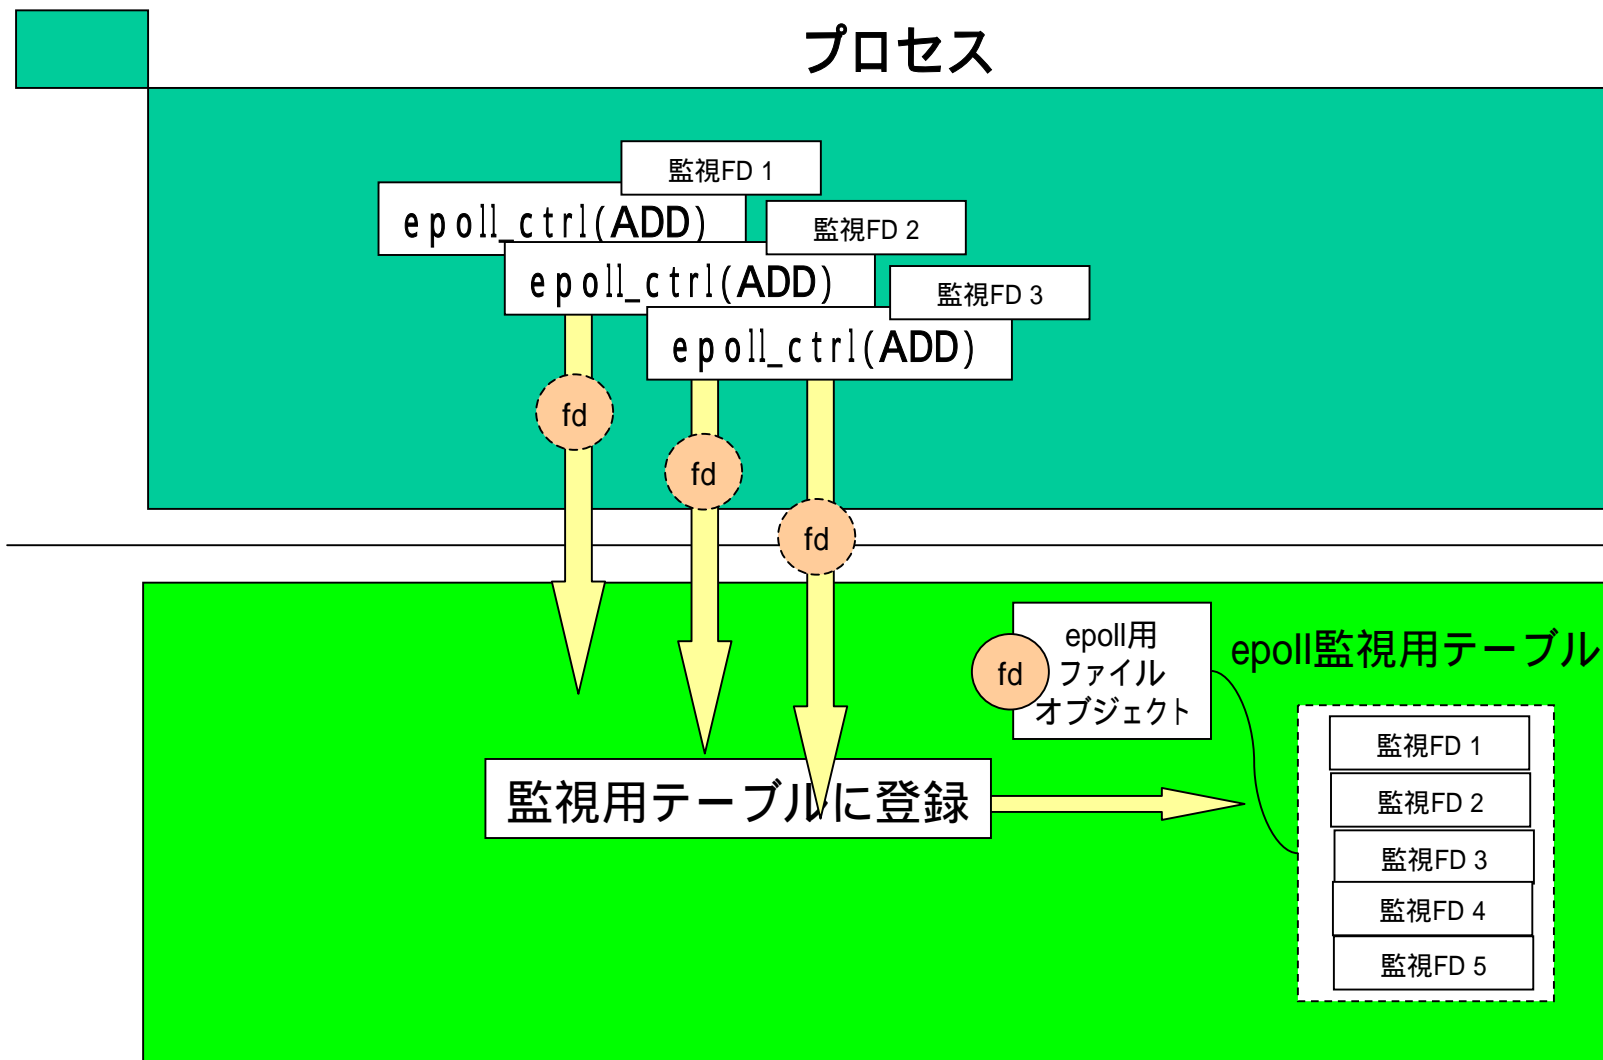 プロセス
監視FD 1
epoll_ctrl(ADD)
監視FD 2
epoll_ctrl(ADD)
監視FD 3
epoll_ctrl(ADD)
fd
fd
fd
epoll用
ファイル
オブジェクト
fd
epoll監視用テーブル
監視FD 1
監視FD 2
監視FD 3
監視FD 4
監視FD 5
監視用テーブルに登録